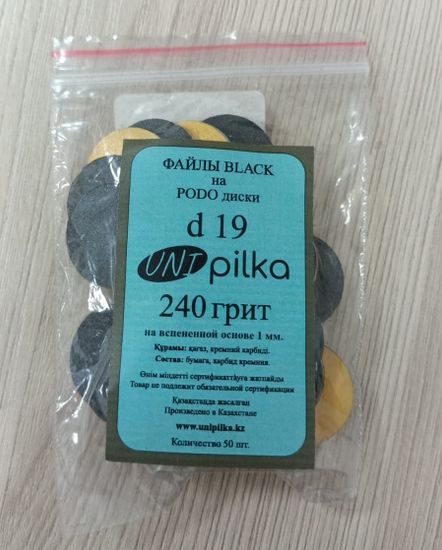 ФАЙЛЫ BLACK
на
PODO диски
d 19
UNI pilka
240 грит
на вспененной основе 1 мм.
Құрамы: қағаз, кремний карбиді.
Состав: бумага, карбид кремния.
Өнім міндетті сертификаттауға жатпайды
Товар не подлежит обязательной сертификации
Қазақстанда жасалған
Произведено в Казахстане
www.unipilka.kz
Количество 50 шт.